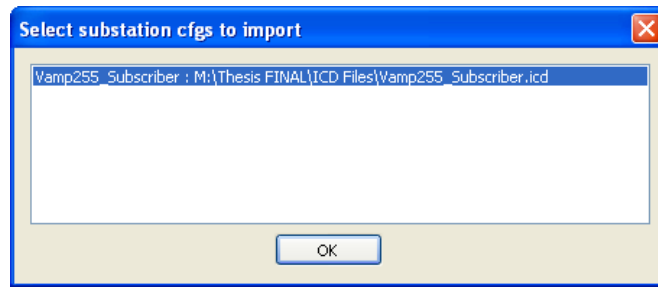 Select substation cfgs to import
Vamp255_Subscriber : M:\Thesis FINAL\ICD Files\Vamp255_Subscriber.icd
OK